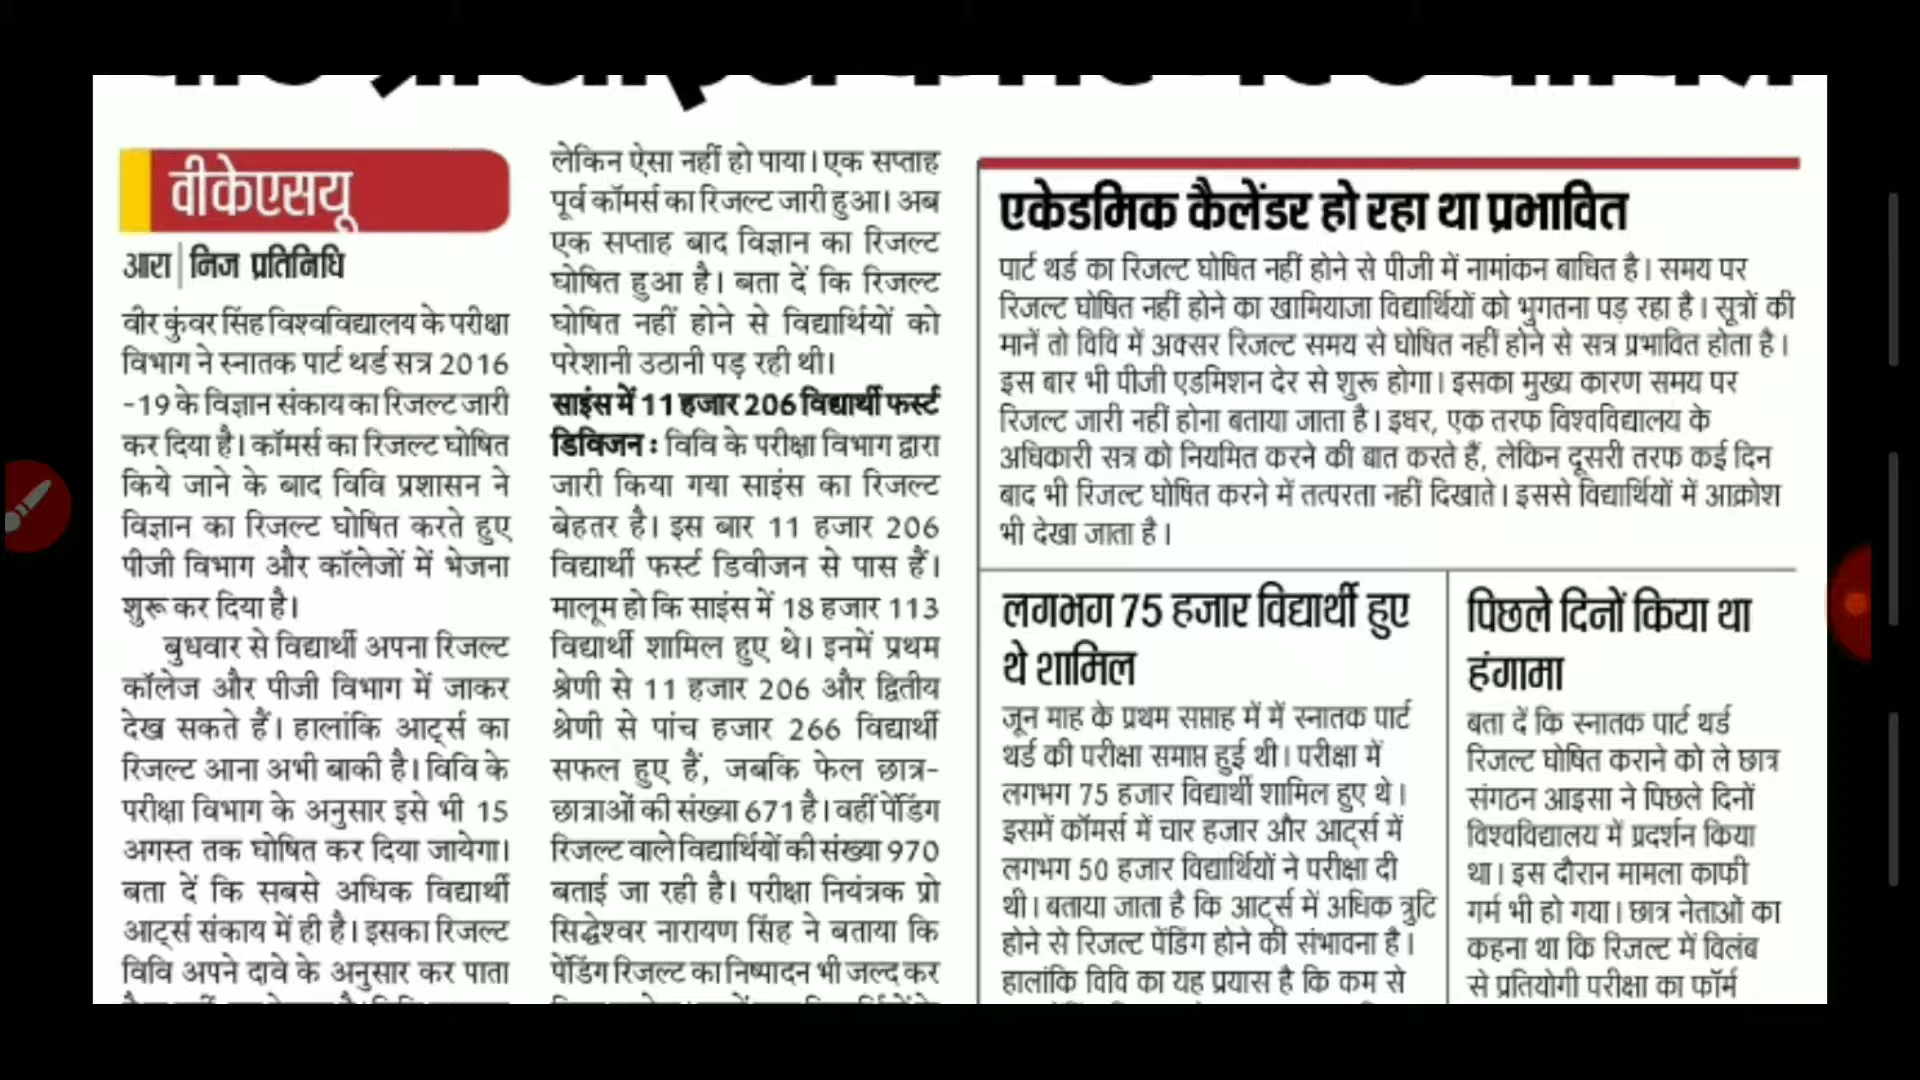 वीकेएसयू
आरा | निज प्रतिनिधि
वीर कुंवर सिंह विश्वविद्यालय के परीक्षा
विभाग ने स्नातक पार्ट थर्ड सत्र 2016
-19 के विज्ञान संकाय का रिजल्ट जारी
कर दिया है। कॉमर्स का रिजल्ट घोषित
किये जाने के बाद विवि प्रशासन ने
विज्ञान का रिजल्ट घोषित करते हुए
पीजी विभाग और कॉलेजों में भेजना
शुरू कर दिया है।
बुधवार से विद्यार्थी अपना रिजल्ट
कॉलेज और पीजी विभाग में जाकर
देख सकते हैं। हालांकि आर्ट्स का
रिजल्ट आना अभी बाकी है। विवि के
परीक्षा विभाग के अनुसार इसे भी 15
अगस्त तक घोषित कर दिया जायेगा।
बता दें कि सबसे अधिक विद्यार्थी
आर्ट्स संकाय में ही है। इसका रिजल्ट
विवि अपने दावे के अनुसार कर पाता
लेकिन ऐसा नहीं हो पाया। एक सप्ताह
पूर्व कॉमर्स का रिजल्ट जारी हुआ। अब
एक सप्ताह बाद विज्ञान का रिजल्ट
घोषित हुआ है। बता दें कि रिजल्ट
घोषित नहीं होने से विद्यार्थियों को
परेशानी उठानी पड़ रही थी।
साइंस में 11 हजार 206 विद्यार्थी फर्स्ट
डिविजन : विवि के परीक्षा विभाग द्वारा
जारी किया गया साइंस का रिजल्ट
बेहतर है। इस बार 11 हजार 206
विद्यार्थी फर्स्ट डिवीजन से पास हैं।
मालूम हो कि साइंस में 18 हजार 113
विद्यार्थी शामिल हुए थे। इनमें प्रथम
श्रेणी से 11 हजार 206 और द्वितीय
श्रेणी से पांच हजार 266 विद्यार्थी
सफल हुए हैं, जबकि फेल छात्र-
छात्राओं की संख्या 671 है। वहीं पेंडिंग
रिजल्ट वाले विद्यार्थियों की संख्या 970
बताई जा रही है। परीक्षा नियंत्रक प्रो
सिद्धेश्वर नारायण सिंह ने बताया कि
पेंडिंग रिजल्ट का निष्पादन भी जल्द कर
एकेडमिक कैलेंडर हो रहा था प्रभावित
पार्ट थर्ड का रिजल्ट घोषित नहीं होने से पीजी में नामांकन बाधित है। समय पर
रिजल्ट घोषित नहीं होने का खामियाजा विद्यार्थियों को भुगतना पड़ रहा है। सूत्रों की
मानें तो विवि में अक्सर रिजल्ट समय से घोषित नहीं होने से सत्र प्रभावित होता है।
इस बार भी पीजी एडमिशन देर से शुरू होगा। इसका मुख्य कारण समय पर
रिजल्ट जारी नहीं होना बताया जाता है। इधर, एक तरफ विश्वविद्यालय के
अधिकारी सत्र को नियमित करने की बात करते हैं, लेकिन दूसरी तरफ कई दिन
बाद भी रिजल्ट घोषित करने में तत्परता नहीं दिखाते। इससे विद्यार्थियों में आक्रोश
भी देखा जाता है।
लगभग 75 हजार विद्यार्थी हुए
थे शामिल
जून माह के प्रथम सप्ताह में में स्नातक पार्ट
थर्ड की परीक्षा समाप्त हुई थी। परीक्षा में
लगभग 75 हजार विद्यार्थी शामिल हुए थे।
इसमें कॉमर्स में चार हजार और आर्ट्स में
लगभग 50 हजार विद्यार्थियों ने परीक्षा दी
थी। बताया जाता है कि आर्ट्स में अधिक त्रुटि
होने से रिजल्ट पेंडिंग होने की संभावना है।
हालांकि विवि का यह प्रयास है कि कम से
पिछले दिनों किया था
हंगामा
बता दें कि स्नातक पार्ट थर्ड
रिजल्ट घोषित कराने को ले छात्र
संगठन आइसा ने पिछले दिनों
विश्वविद्यालय में प्रदर्शन किया
था। इस दौरान मामला काफी
गर्म भी हो गया। छात्र नेताओं का
कहना था कि रिजल्ट में विलंब
से प्रतियोगी परीक्षा का फॉर्म